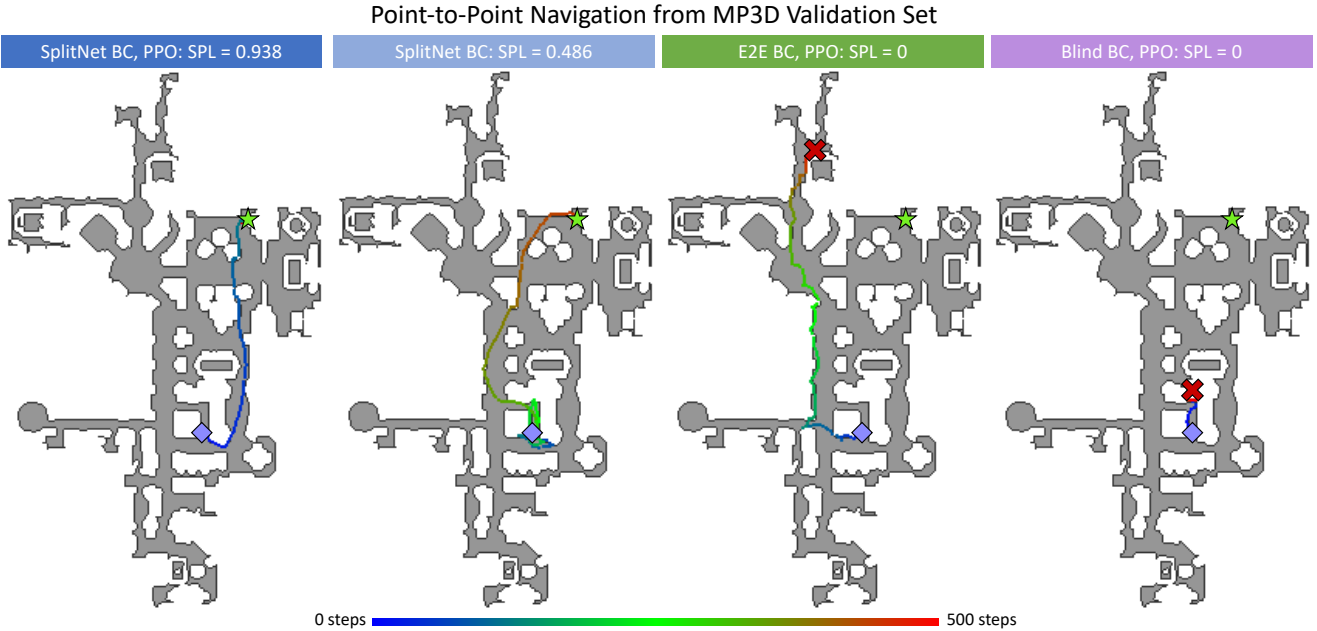 Point-to-Point Navigation from MP3D Validation Set
SplitNet BC, PPO: SPL = 0.938
SplitNet BC: SPL = 0.486
E2E BC, PPO: SPL = 0
Blind BC, PPO: SPL = 0
0 steps
500 steps